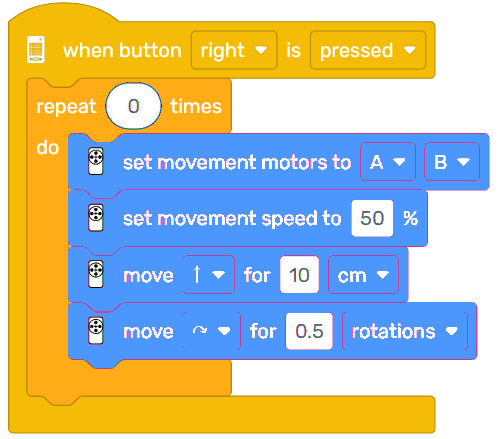 when button right is pressed
repeat 0 times
do
set movement motors to A B
set movement speed to 50 %
move ↑ for 10 cm
move ↷ for 0.5 rotations